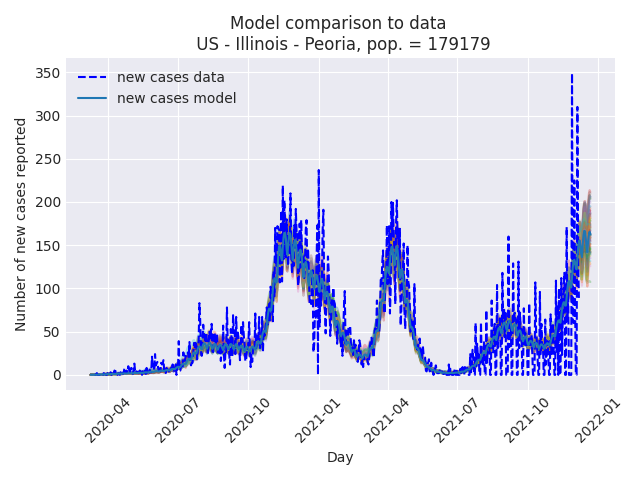 Model comparison to data
US - Illinois - Peoria, pop. = 179179
new cases data
new cases model
Number of new cases reported
350
300
250
200
150
100
50
0
2020-04
2020-07
2020-10
2021-01
2021-04
2021-07
2021-10
2022-01
Day